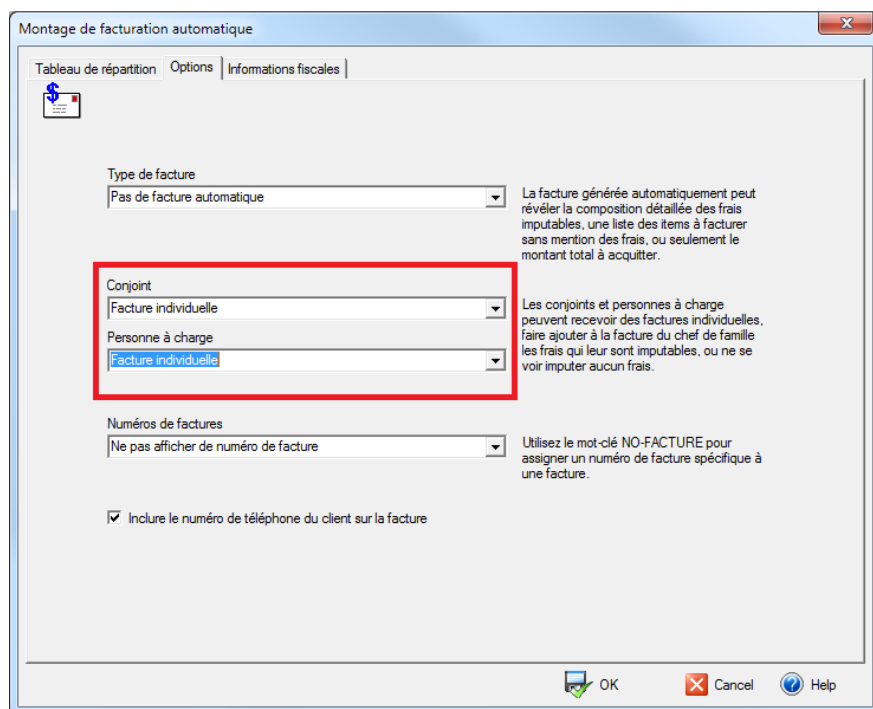 Montage de facturation automatique
Tableau de répartition
Options
Informations fiscales
$
Type de facture
Pas de facture automatique
La facture générée automatiquement peut
révéler la composition détaillée des frais
imputables, une liste des items à facturer
sans mention des frais, ou seulement le
montant total à acquitter.
Conjoint
Facture individuelle
Personne à charge
Facture individuelle
Les conjoints et personnes à charge
peuvent recevoir des factures individuelles,
faire ajouter à la facture du chef de famille
les frais qui leur sont imputables, ou ne se
voir imputer aucun frais.
Numéros de factures
Ne pas afficher de numéro de facture
Utilisez le mot-clé NO-FACTURE pour
assigner un numéro de facture spécifique à
une facture.
Inclure le numéro de téléphone du client sur la facture
OK
Cancel
Help